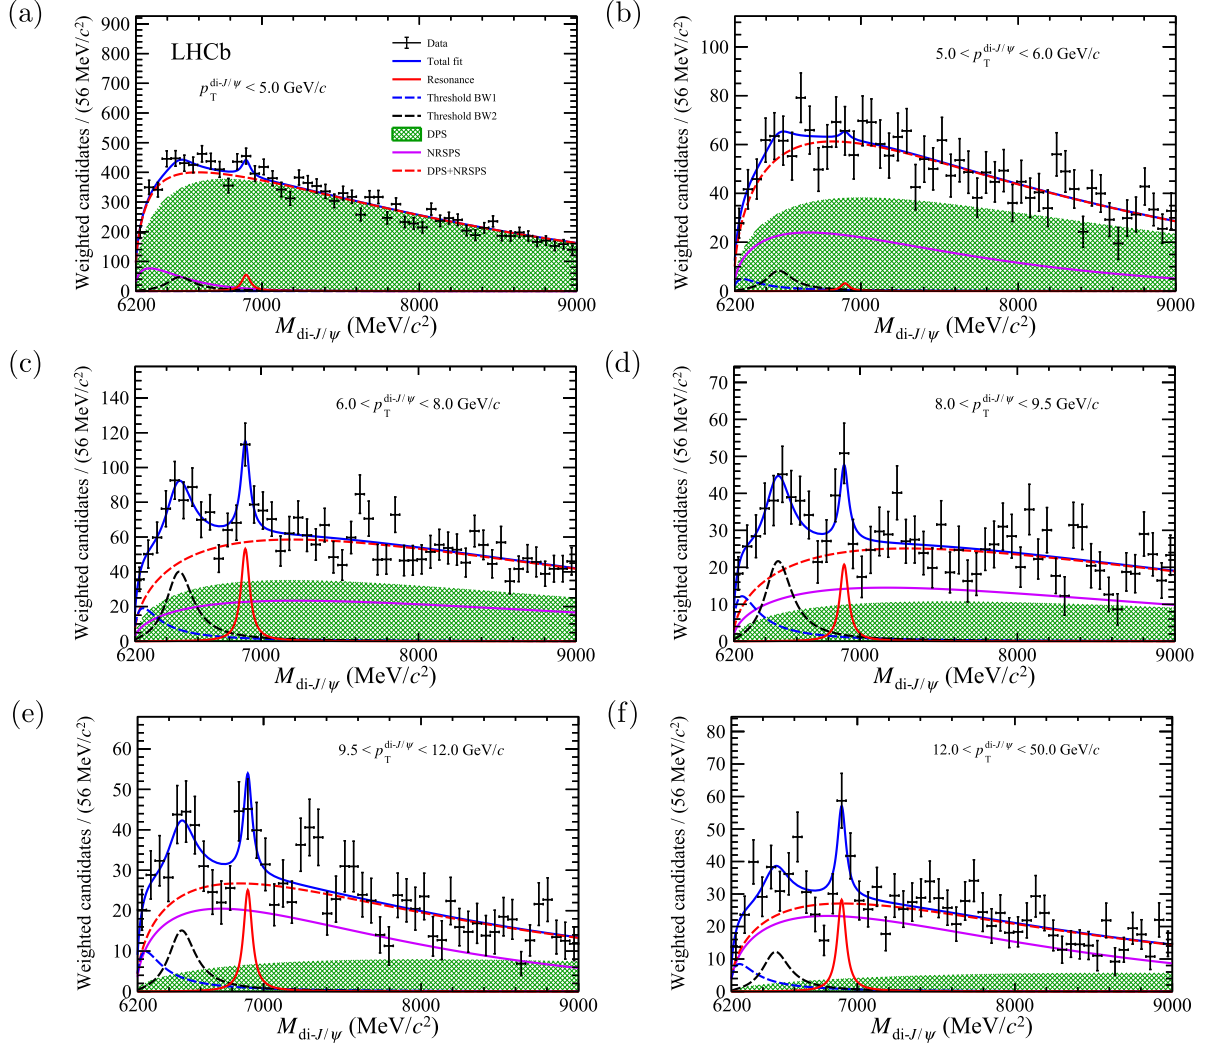 (a)
900
800
700
600
500
400
300
200
100
0
Weighted candidates / (56 MeV/c²)
LHCb
p_T^{di-J/ψ} < 5.0 GeV/c
Data
Total fit
Resonance
Threshold BW1
Threshold BW2
DPS
NRSPS
DPS+NRSPS
6200 7000 8000 9000
M_{di-J/ψ} (MeV/c²)
(b)
100
80
60
40
20
0
Weighted candidates / (56 MeV/c²)
5.0 < p_T^{di-J/ψ} < 6.0 GeV/c
6200 7000 8000 9000
M_{di-J/ψ} (MeV/c²)
(c)
140
120
100
80
60
40
20
0
Weighted candidates / (56 MeV/c²)
6.0 < p_T^{di-J/ψ} < 8.0 GeV/c
6200 7000 8000 9000
M_{di-J/ψ} (MeV/c²)
(d)
70
60
50
40
30
20
10
0
Weighted candidates / (56 MeV/c²)
8.0 < p_T^{di-J/ψ} < 9.5 GeV/c
6200 7000 8000 9000
M_{di-J/ψ} (MeV/c²)
(e)
60
50
40
30
20
10
0
Weighted candidates / (56 MeV/c²)
9.5 < p_T^{di-J/ψ} < 12.0 GeV/c
6200 7000 8000 9000
M_{di-J/ψ} (MeV/c²)
(f)
80
70
60
50
40
30
20
10
0
Weighted candidates / (56 MeV/c²)
12.0 < p_T^{di-J/ψ} < 50.0 GeV/c
6200 7000 8000 9000
M_{di-J/ψ} (MeV/c²)